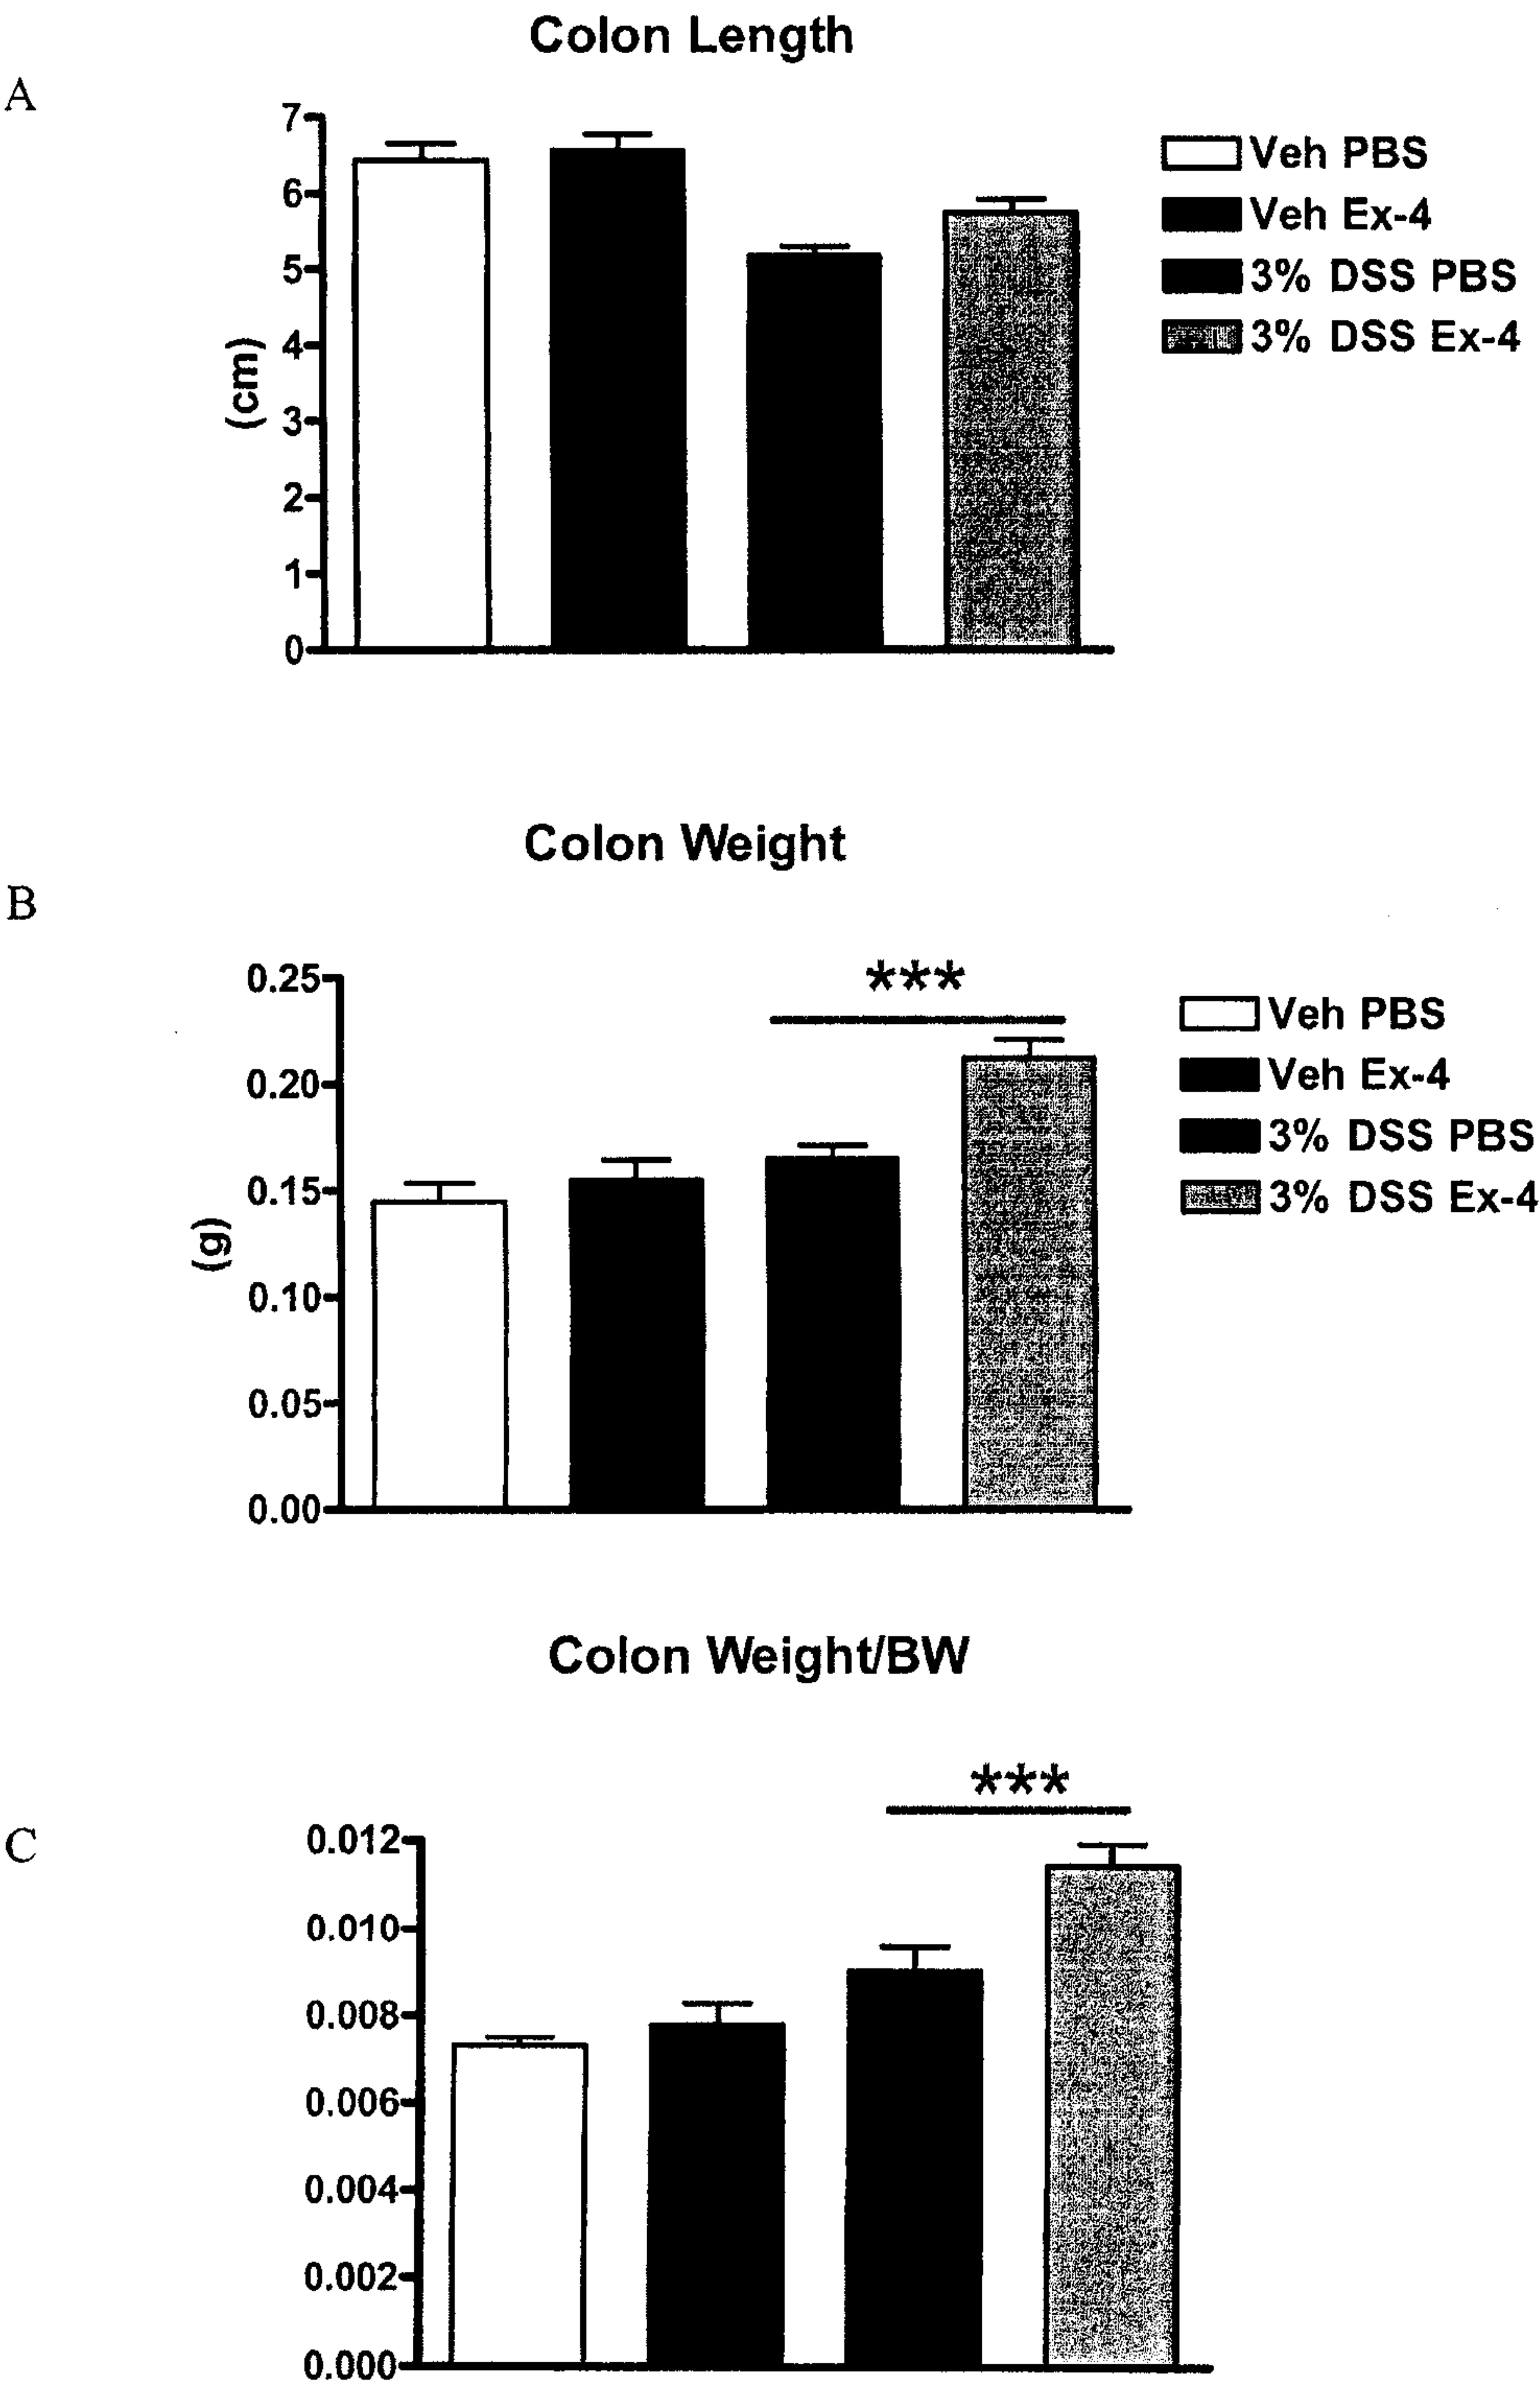 Colon Length
A
7
6
5
4
3
2
1
0
(cm)
Veh PBS
Veh Ex-4
3% DSS PBS
3% DSS Ex-4
Colon Weight
B
***
0.25
0.20
0.15
0.10
0.05
0.00
(g)
Veh PBS
Veh Ex-4
3% DSS PBS
3% DSS Ex-4
Colon Weight/BW
C
***
0.012
0.010
0.008
0.006
0.004
0.002
0.000